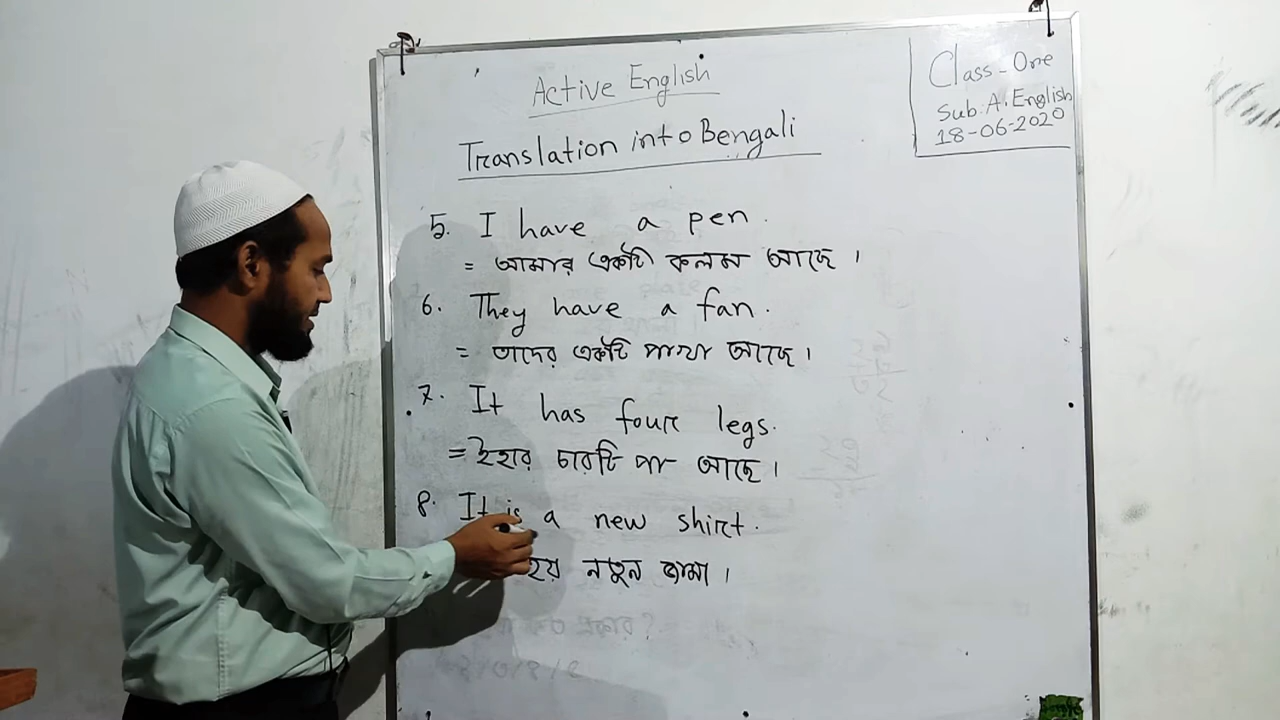 Active English
Translation into Bengali
Class-One
Sub. A. English
18-06-2020
5. I have a pen.
= আমার একটি কলম আছে।
6. They have a fan.
= তাদের একটি পাখা আছে।
7. It has four legs.
= ইহার চারটি পা আছে।
8. It is a new shirt.
হয় নতুন জামা।